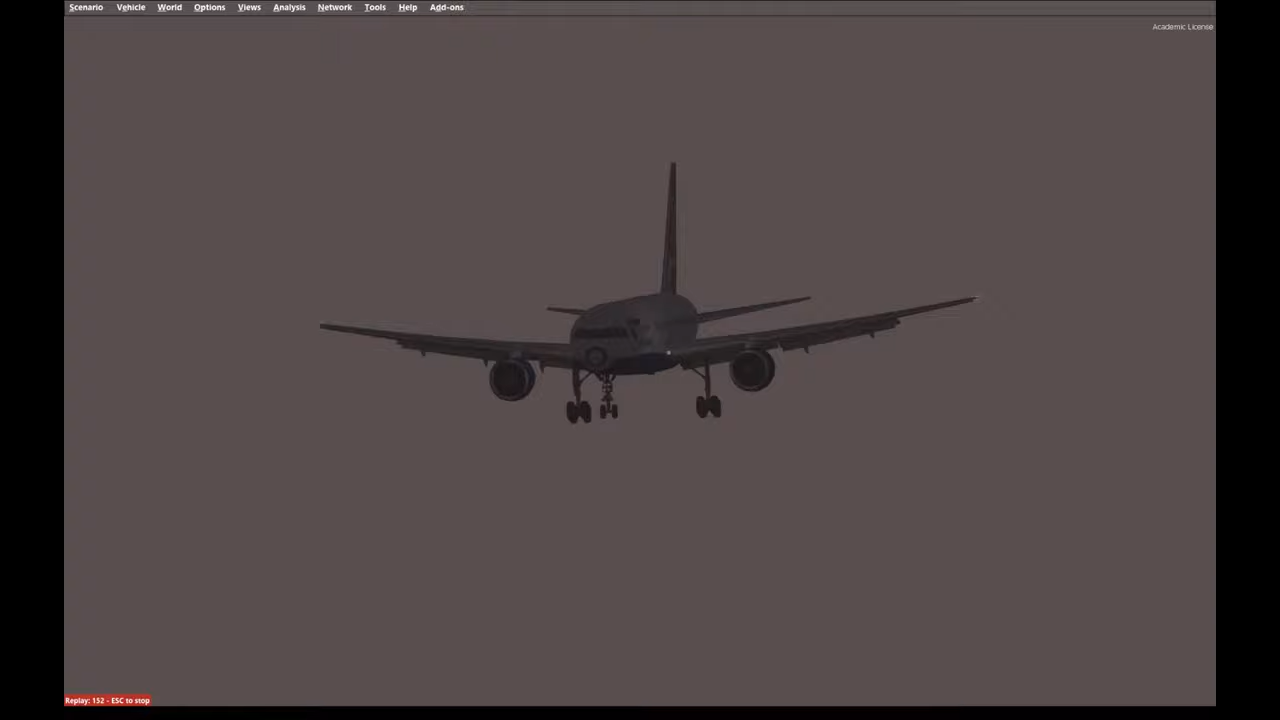 Scenario Vehicle World Options Views Analysis Network Tools Help Add-ons
Academic License
Replay: 152 - ESC to stop